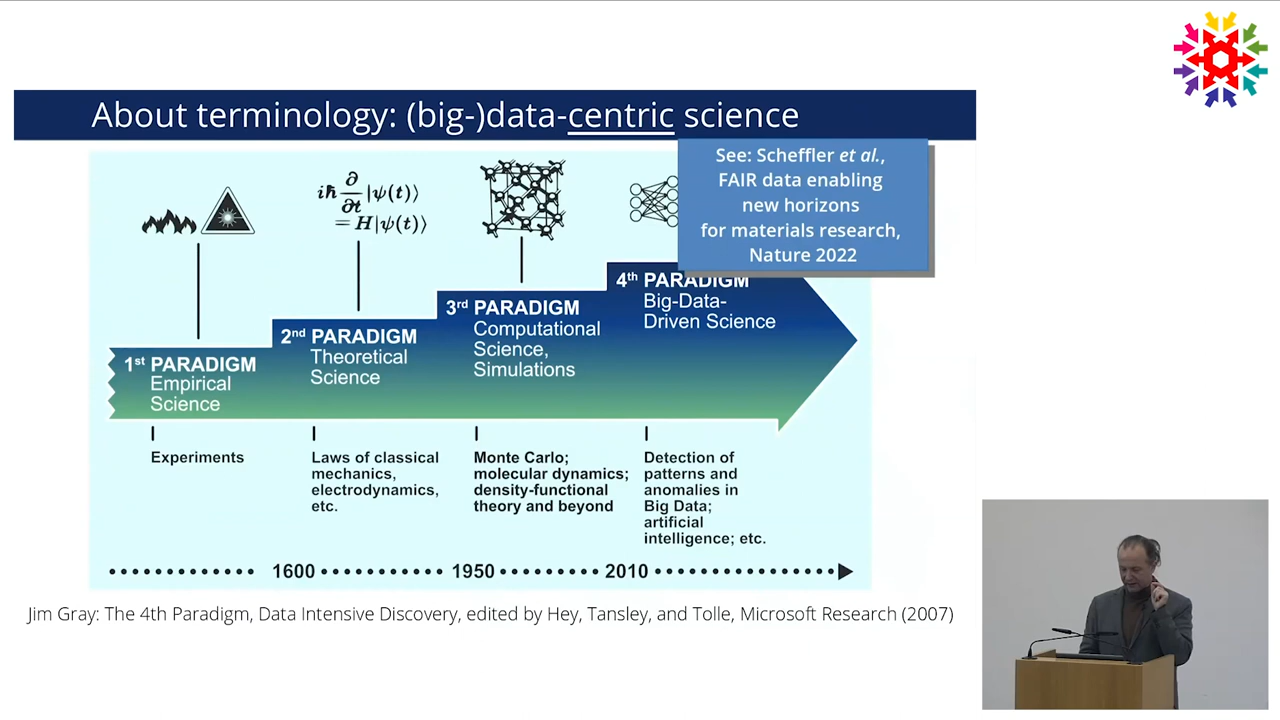 About terminology: (big-)data-centric science
See: Scheffler et al.,
FAIR data enabling
new horizons
for materials research,
Nature 2022
iħ ∂/∂t |ψ(t)⟩
= H|ψ(t)⟩
1st PARADIGM
Empirical
Science
2nd PARADIGM
Theoretical
Science
3rd PARADIGM
Computational
Science,
Simulations
4th PARADIGM
Big-Data-
Driven Science
Experiments
Laws of classical
mechanics,
electrodynamics,
etc.
Monte Carlo;
molecular dynamics;
density-functional
theory and beyond
Detection of
patterns and
anomalies in
Big Data;
artificial
intelligence; etc.
1600 1950 2010
Jim Gray: The 4th Paradigm, Data Intensive Discovery, edited by Hey, Tansley, and Tolle, Microsoft Research (2007)